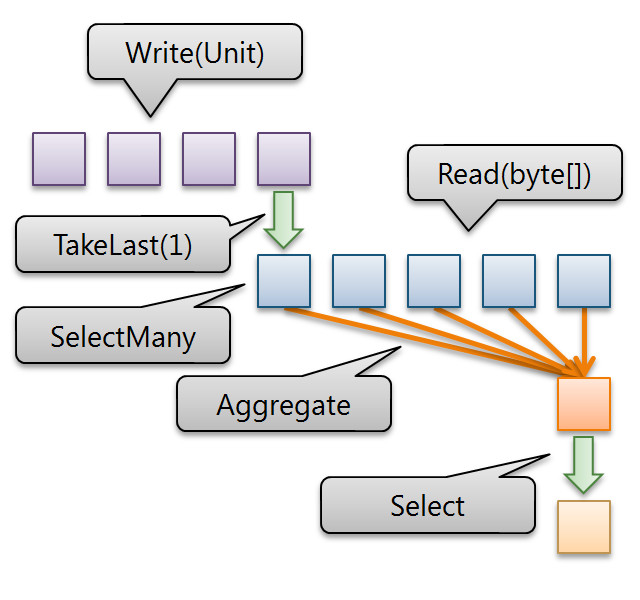 Write(Unit)
Read(byte[])
TakeLast(1)
SelectMany
Aggregate
Select